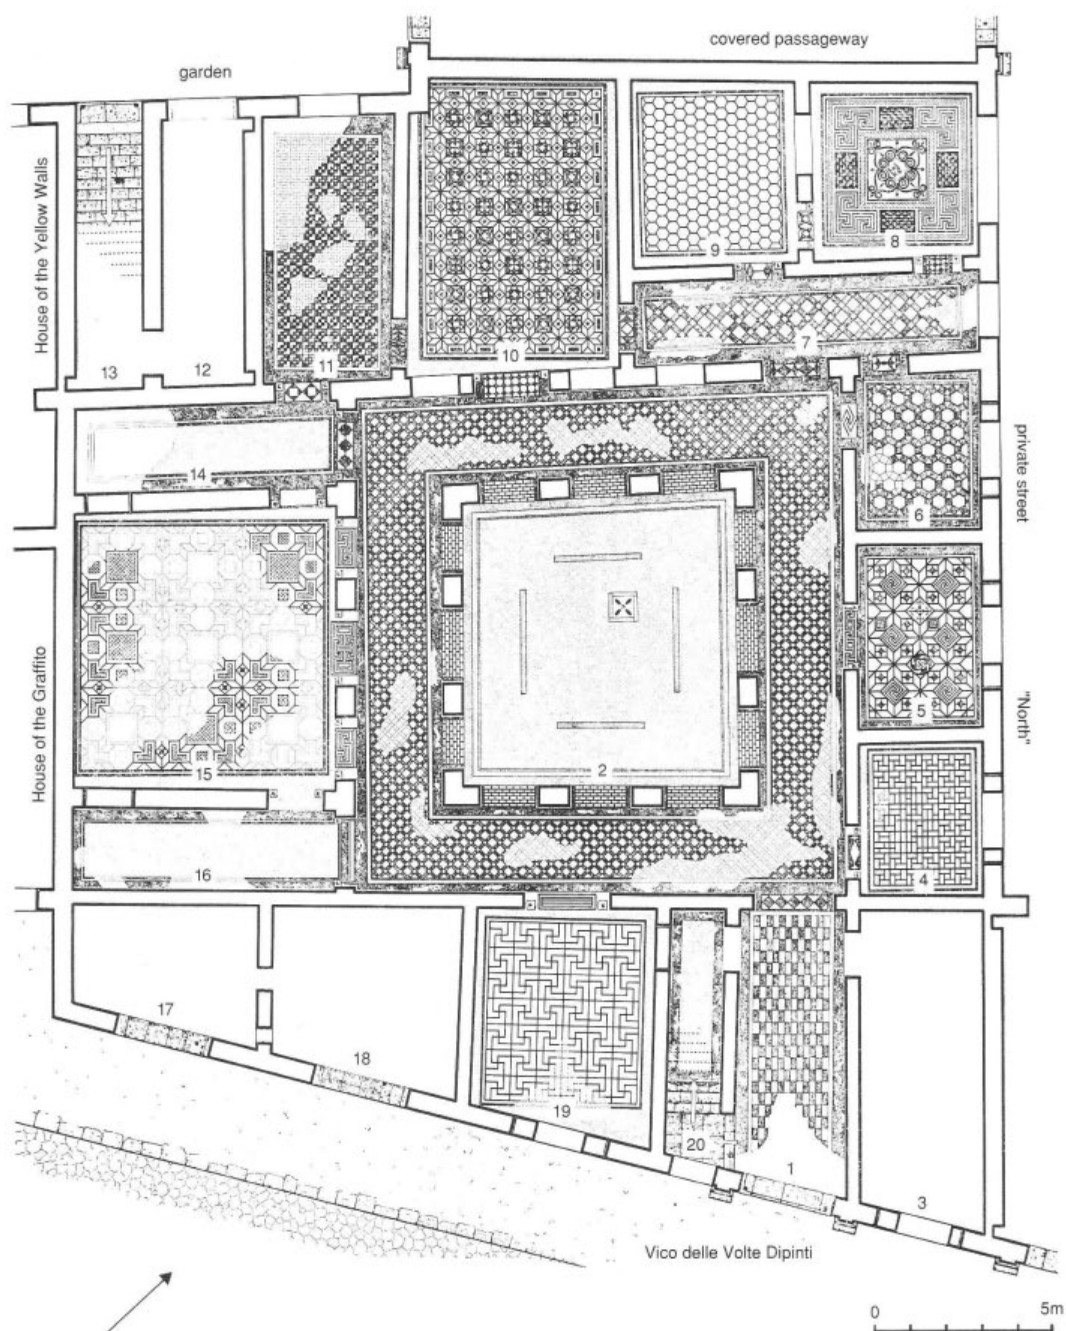 covered passageway
garden
House of the Yellow Walls
13
12
11
10
9
8
7
14
6
private street
"North"
5
House of the Graffito
15
2
4
16
17
18
19
20
1
3
Vico delle Volte Dipinti
0
5m